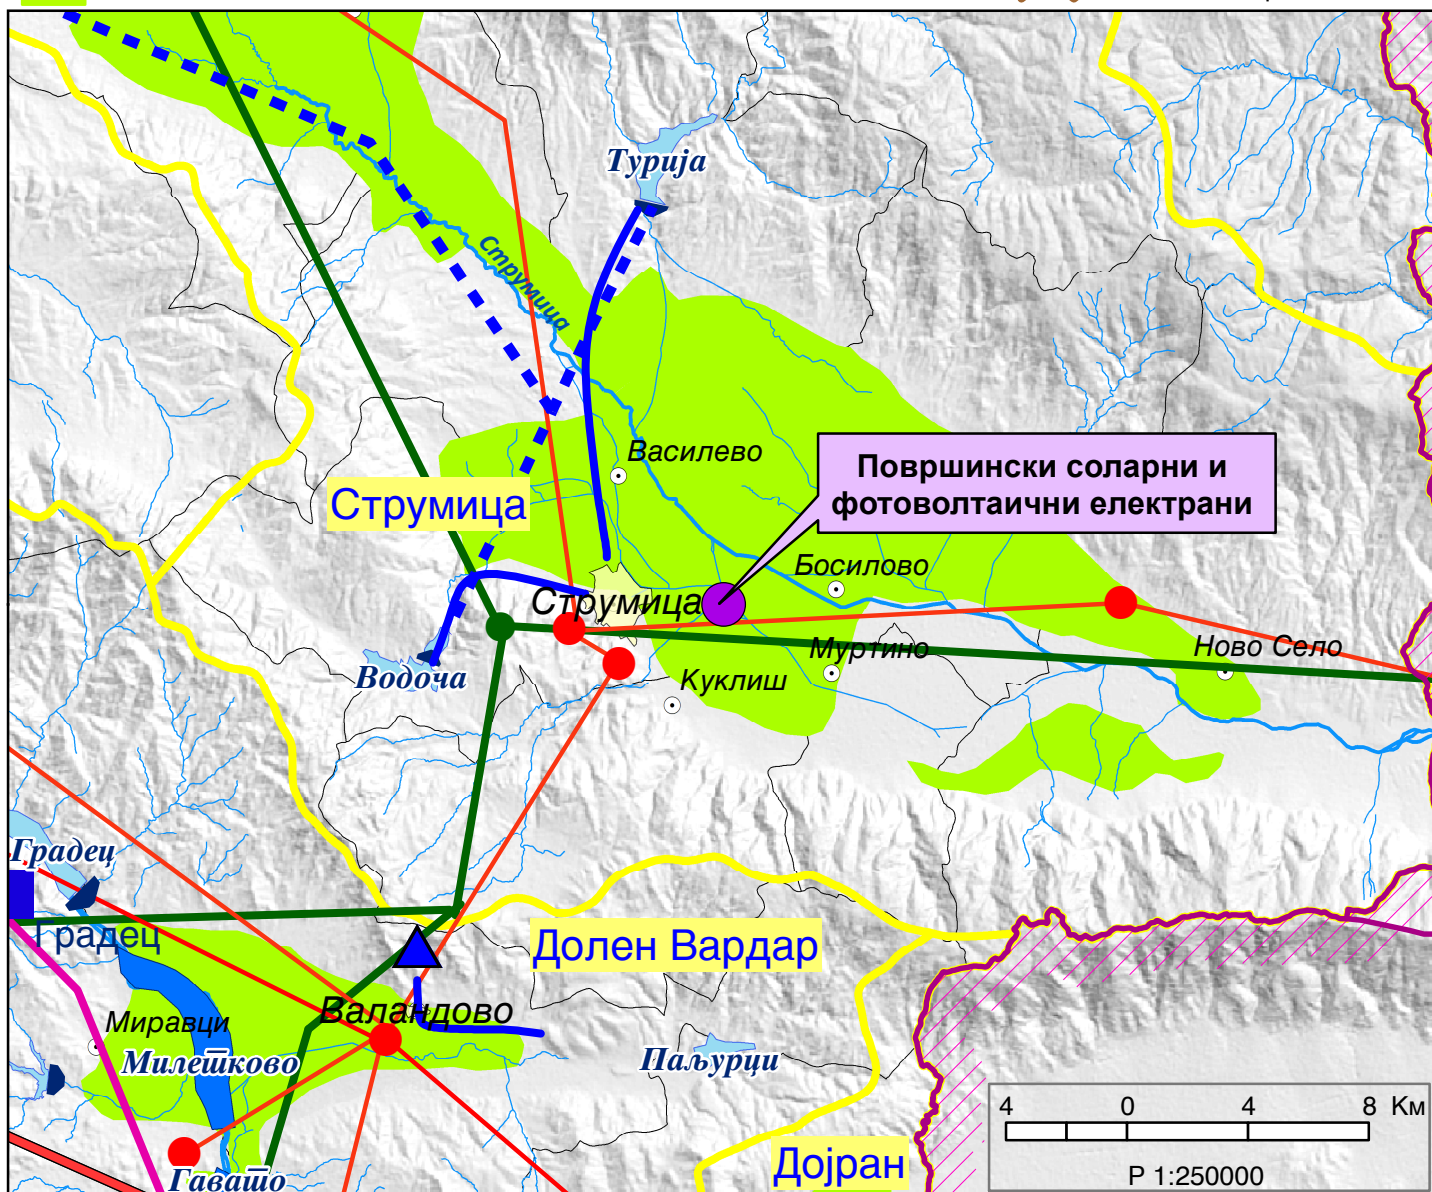 Турија
Струмица
Василево
Површински соларни и
фотоволтаични електрани
Струмица
Босилово
Струмица
Муртино
Ново Село
Водоча
Куклиш
Градец
Градец
Долен Вардар
Валандово
Миравци
Милешково
Паљурци
4 0 4 8 Км
Дојран
Р 1:250000
Гавашо